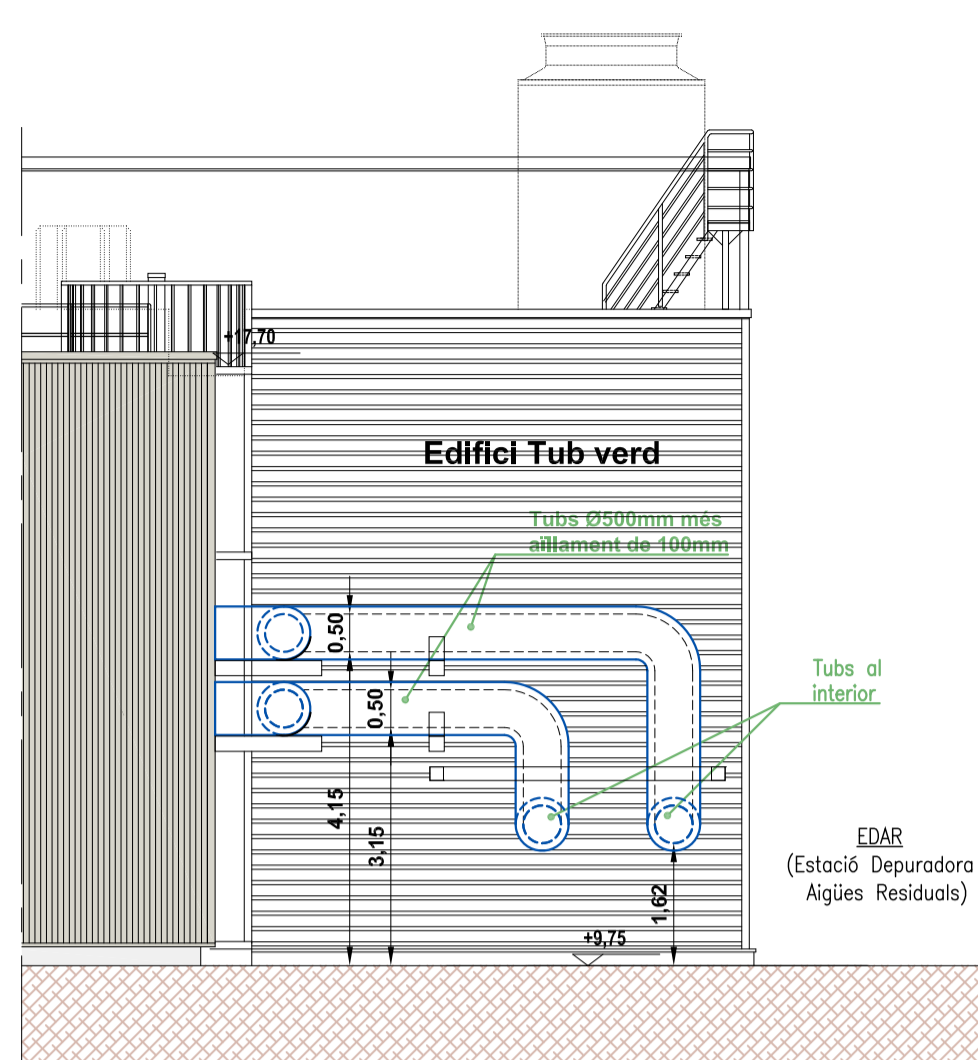 +17,70
Edifici Tub verd
Tubs Ø500mm més
aïllament de 100mm
0,50
0,50
Tubs al
interior
4,15
3,15
1,62
EDAR
(Estació Depuradora
Aigües Residuals)
+9,75